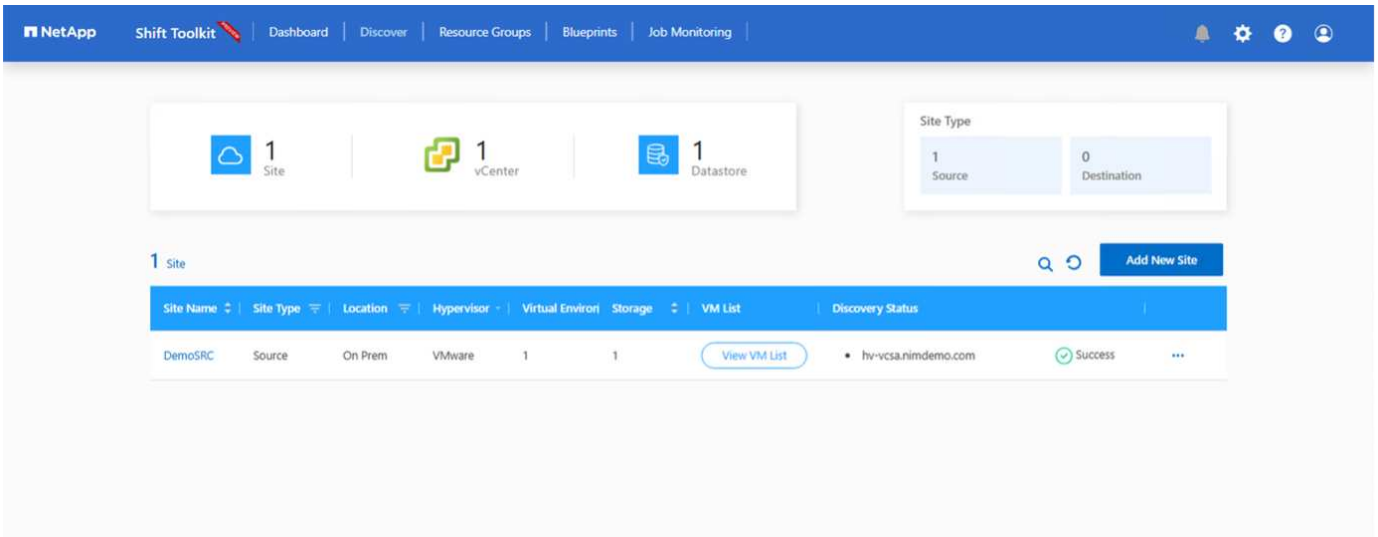 NetApp Shift Toolkit Dashboard Discover Resource Groups Blueprints Job Monitoring
Site Type
1 Site 1 vCenter 1 Datastore
1 Source
0 Destination
1 Site
Add New Site
Site Name Site Type Location Hypervisor Virtual Environ Storage VM List Discovery Status
DemoSRC Source On Prem VMware 1 1 View VM List • hv-vcsa.nimdemo.com Success ...